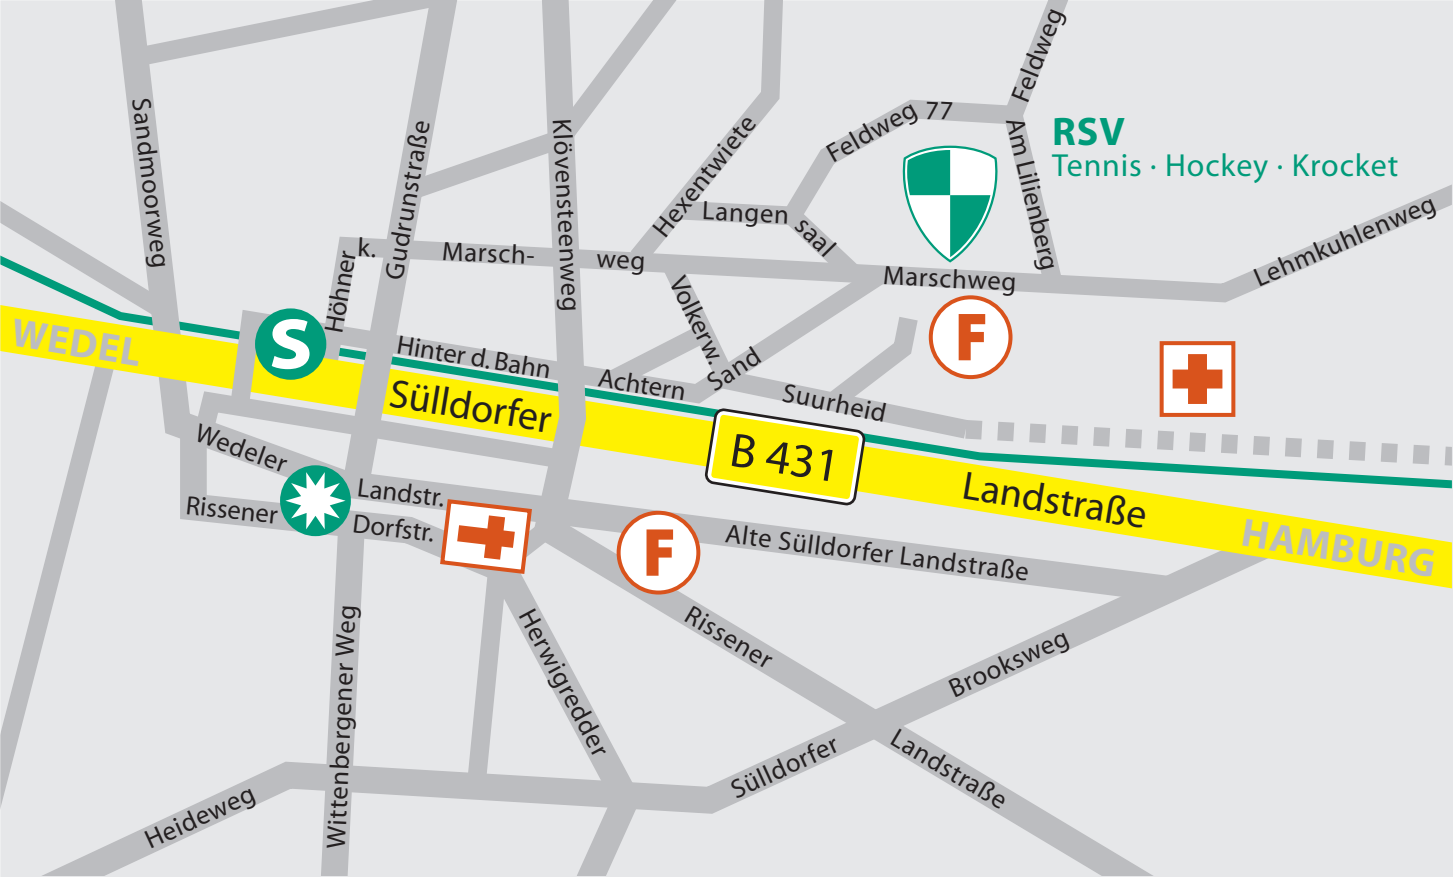 Feldweg
Feldweg 77
RSV
Tennis · Hockey · Krocket
Am Lilienberg
Sandmoorweg
Gudrunstraße
Klövensteenweg
Hexentwiete
Langen
saal
Lehmkuhlenweg
k.
Höhner
Marsch-
weg
Marschweg
Volkerw.
Sand
S
F
WEDEL
Hinter d. Bahn
Achtern
Suurheid
Sülldorfer
B 431
Landstraße
HAMBURG
Wedeler
Landstr.
Rissener
Dorfstr.
F
Alte Sülldorfer Landstraße
Rissener
Landstraße
Herwigredder
Wittenbergener Weg
Sülldorfer
Brooksweg
Heideweg